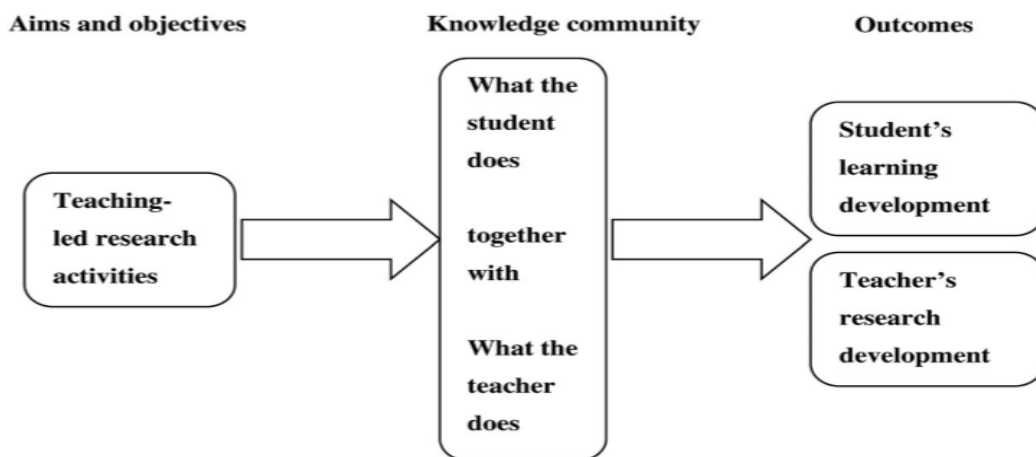 Aims and objectives
Knowledge community
Outcomes
Teaching-
led research
activities
What the
student
does
together
with
What the
teacher
does
Student's
learning
development
Teacher's
research
development